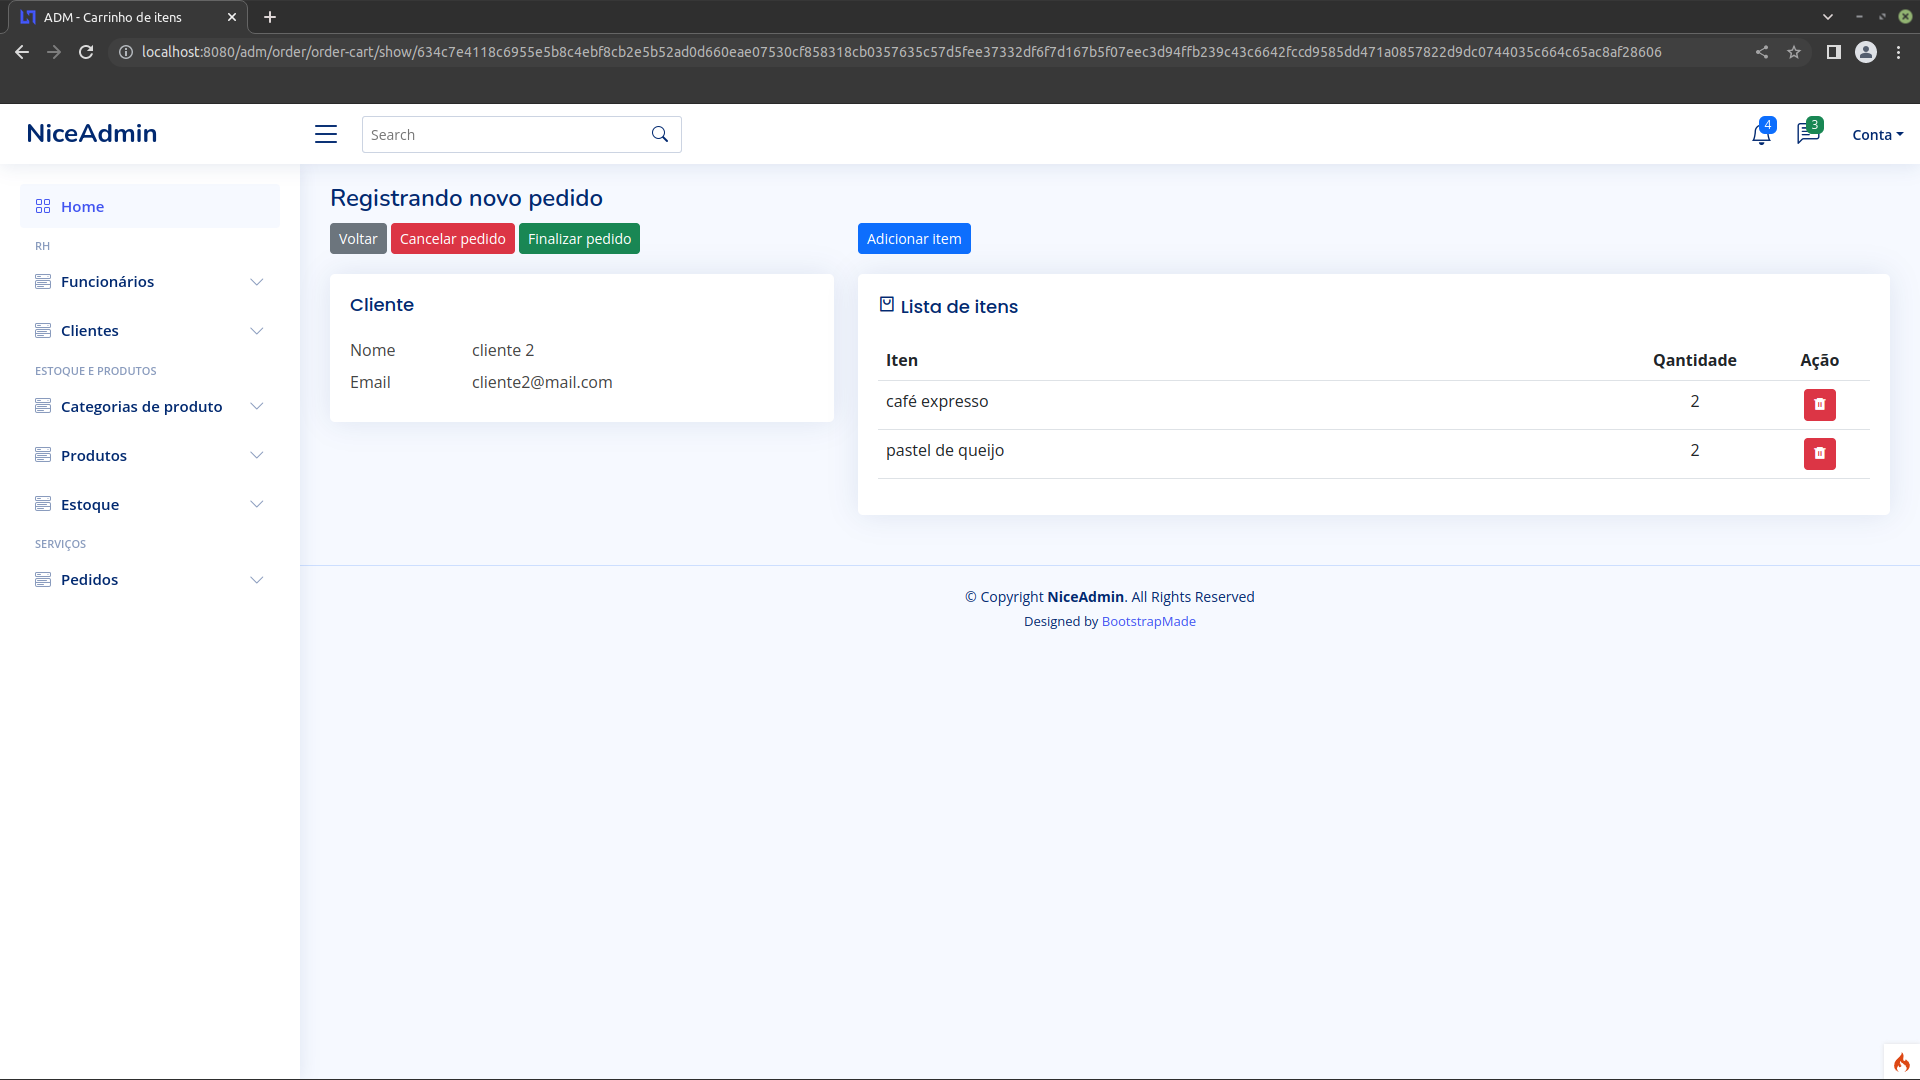 ADM - Carrinho de itens
localhost:8080/adm/order/order-cart/show/634c7e4118c6955e5b8c4ebf8cb2e5b52ad0d660eae07530cf858318cb0357635c57d5fee37332df6f7d167b5f07eec3d94ffb239c43c6642fccd9585dd471a0857822d9dc0744035c664c65ac8af28606
NiceAdmin
Search
4
3
Conta
Home
RH
Funcionários
Clientes
ESTOQUE E PRODUTOS
Categorias de produto
Produtos
Estoque
SERVIÇOS
Pedidos
Registrando novo pedido
Voltar Cancelar pedido Finalizar pedido
Adicionar item
Cliente
Nome cliente 2
Email cliente2@mail.com
Lista de itens
Iten Qantidade Ação
café expresso 2
pastel de queijo 2
© Copyright NiceAdmin. All Rights Reserved
Designed by BootstrapMade